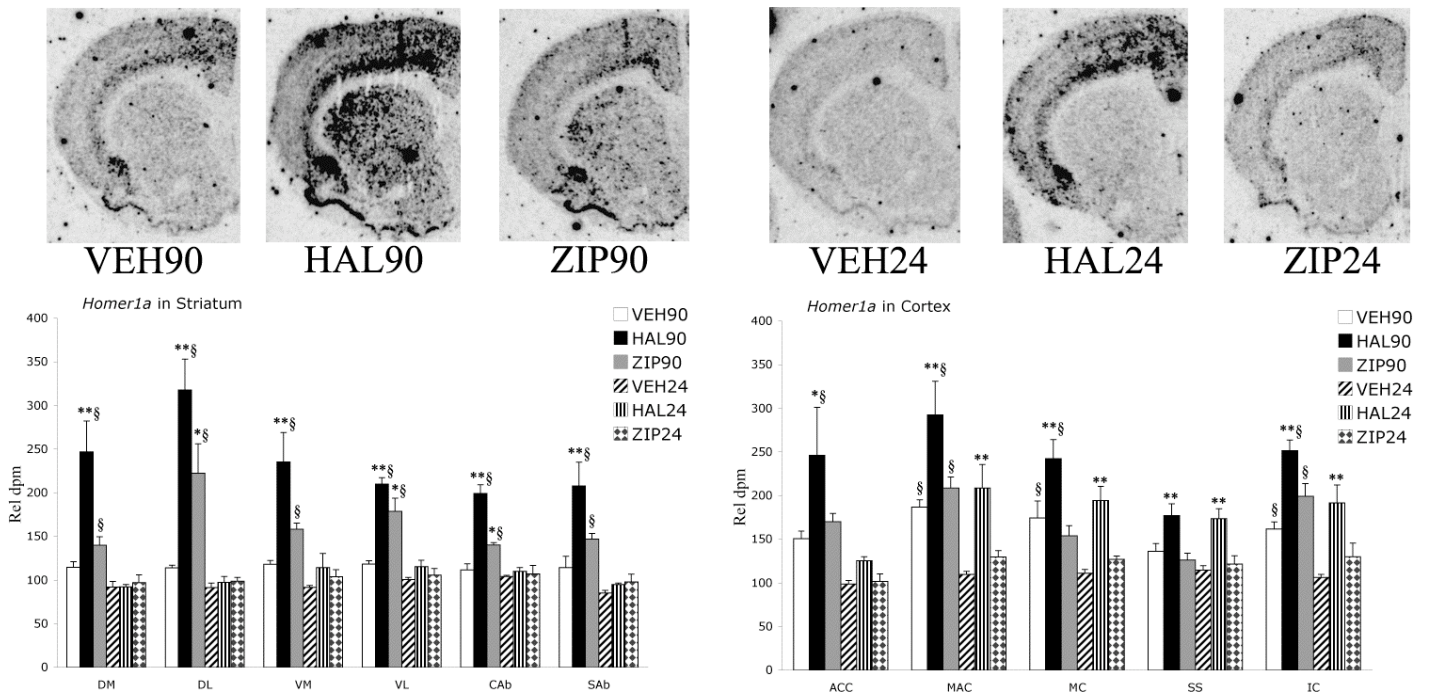 VEH90
HAL90
ZIP90
VEH24
HAL24
ZIP24
Homer1a in Striatum
Rel dpm
400
350
300
250
200
150
100
50
0
**§
§
**§
*§
**§
§
**§
*§
**§
*§
**§
§
DM
DL
VM
VL
CAb
SAb
VEH90
HAL90
ZIP90
VEH24
HAL24
ZIP24
Homer1a in Cortex
Rel dpm
400
350
300
250
200
150
100
50
0
*§
§
**§
§
**
§
**§
**
**
**
§
**§
§
**
ACC
MAC
MC
SS
IC
VEH90
HAL90
ZIP90
VEH24
HAL24
ZIP24